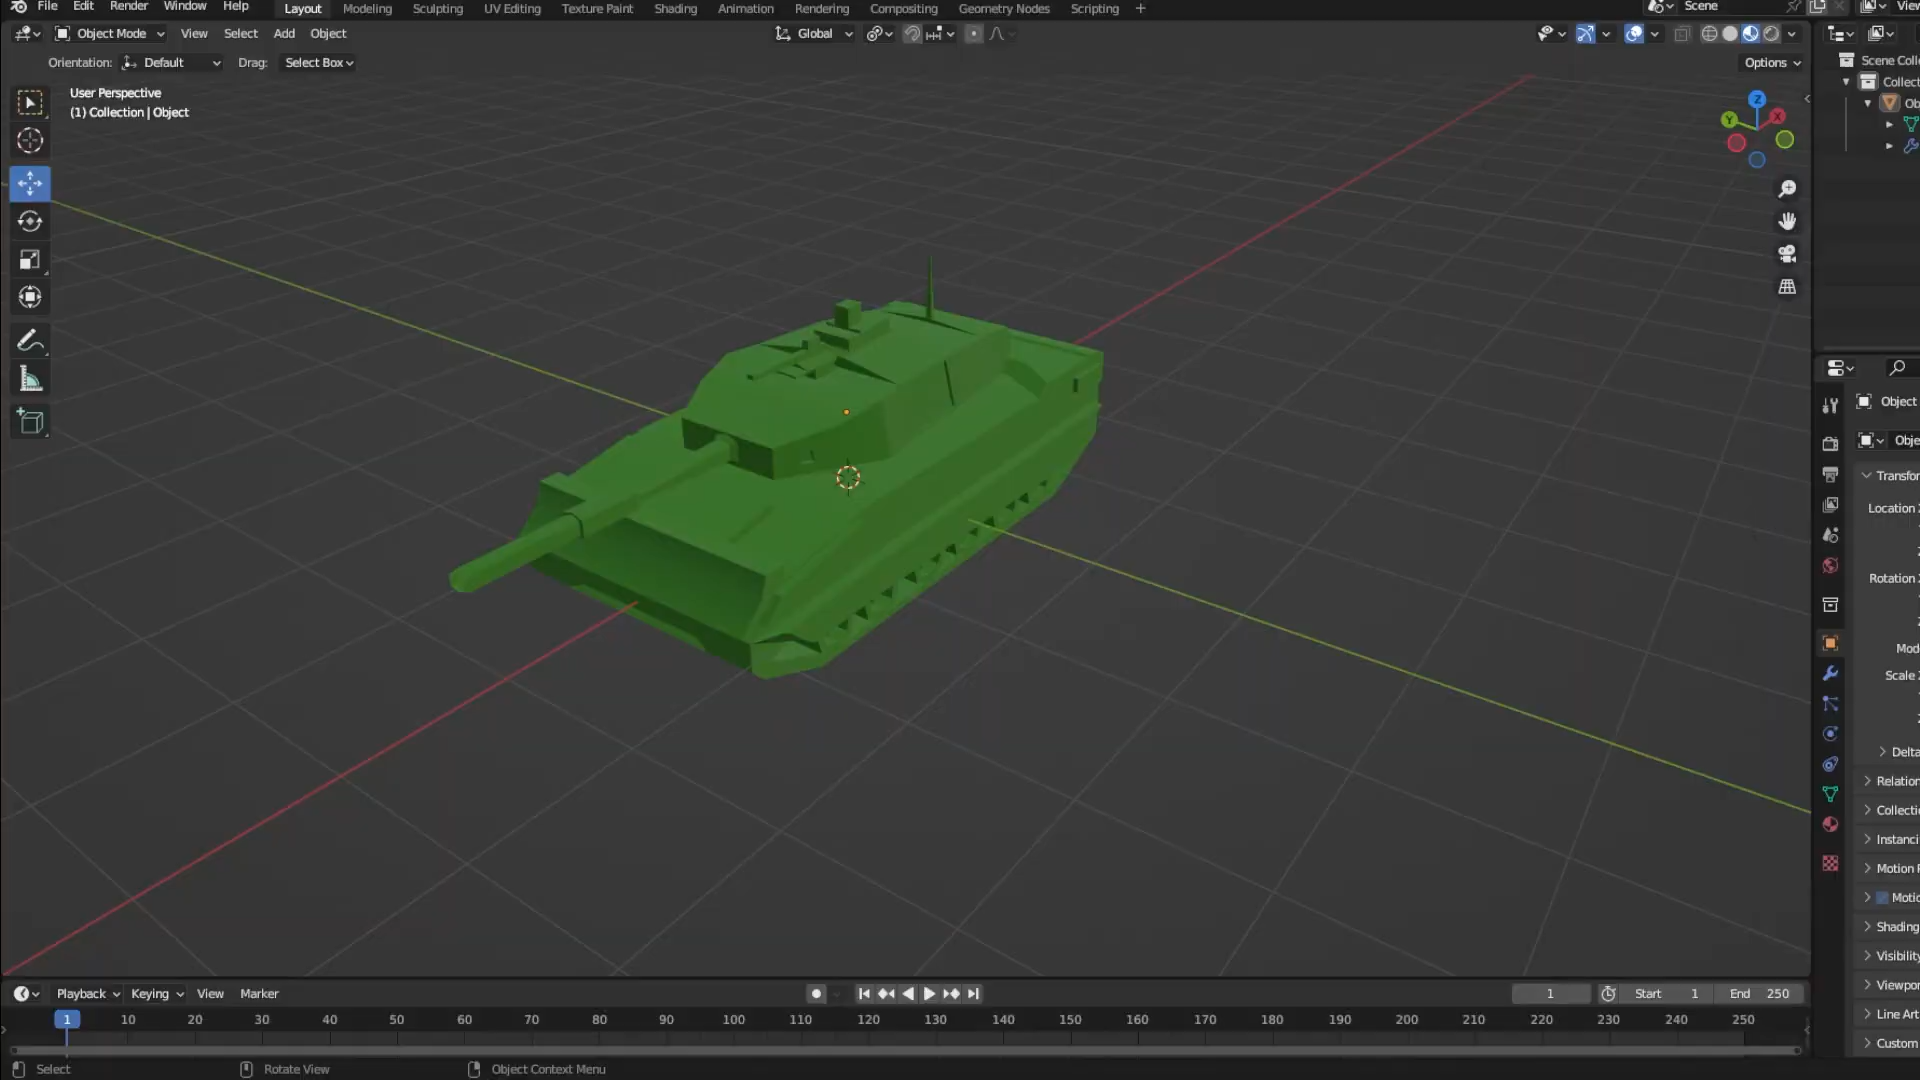 File Edit Render Window Help Layout Modeling Sculpting UV Editing Texture Paint Shading Animation Rendering Compositing Geometry Nodes Scripting + Scene View
Object Mode View Select Add Object Global
Orientation: Default Drag: Select Box Options
User Perspective
(1) Collection | Object
Z
Y X
Scene Colle
Collect
Ob
Object
Obje
Transfor
Location
Rotation
Mod
Scale
Delta
Relation
Collecti
Instanci
Motion P
Motio
Shading
Visibility
Viewpor
Line Art
Custom
Playback Keying View Marker 1 Start 1 End 250
1 10 20 30 40 50 60 70 80 90 100 110 120 130 140 150 160 170 180 190 200 210 220 230 240 250
Select Rotate View Object Context Menu